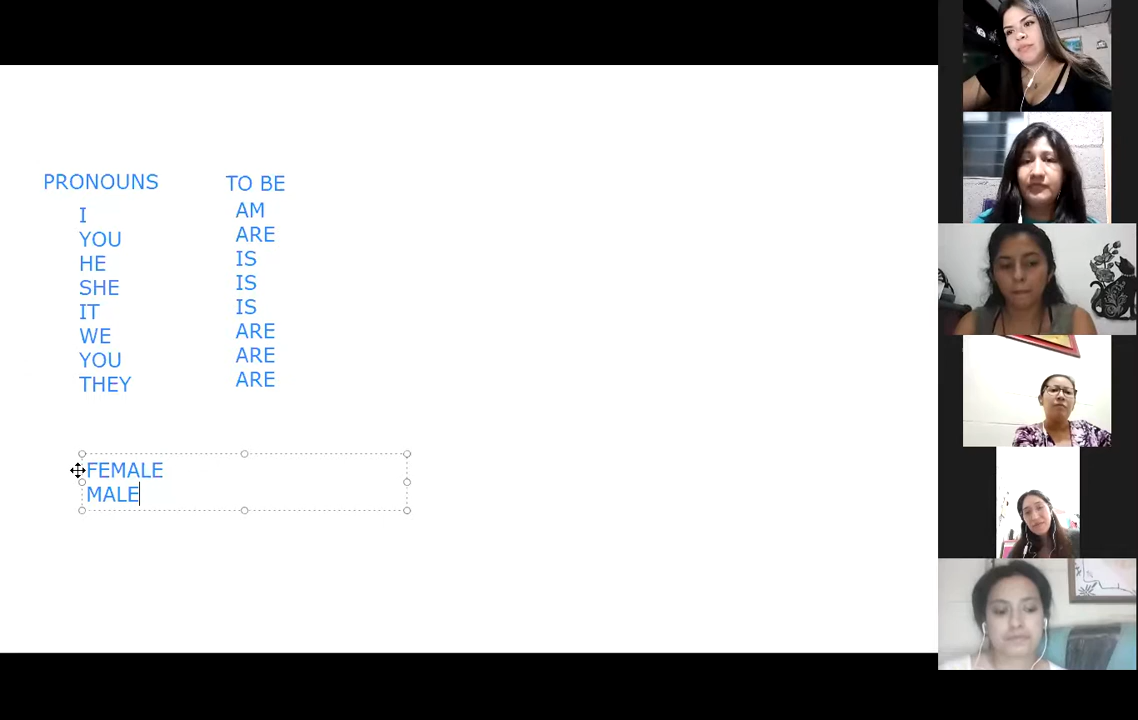 PRONOUNS
I
YOU
HE
SHE
IT
WE
YOU
THEY
TO BE
AM
ARE
IS
IS
IS
ARE
ARE
ARE
FEMALE
MALE